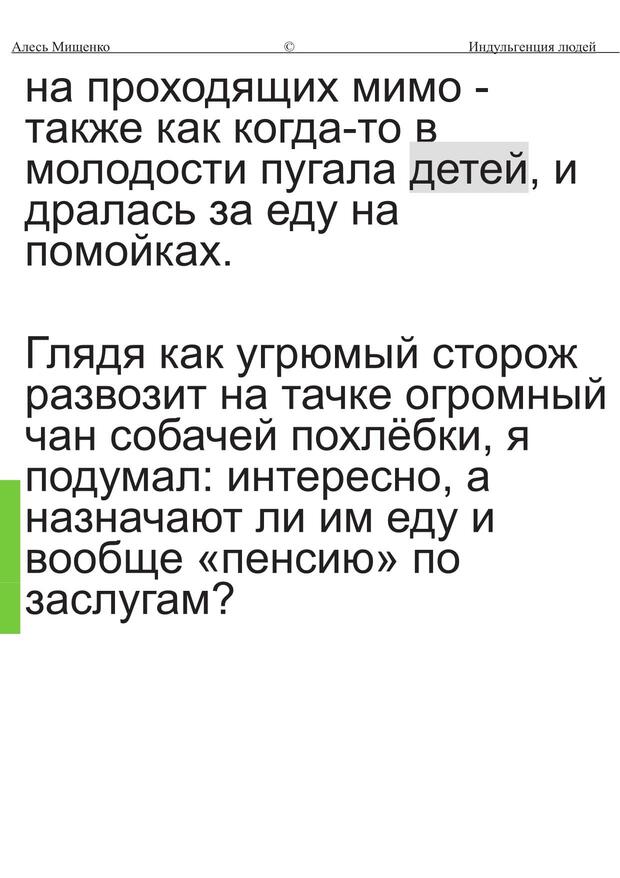 Алесь Мищенко © Индульгенция людей
на проходящих мимо -
также как когда-то в
молодости пугала детей, и
дралась за еду на
помойках.
Глядя как угрюмый сторож
развозит на тачке огромный
чан собачей похлёбки, я
подумал: интересно, а
назначают ли им еду и
вообще «пенсию» по
заслугам?